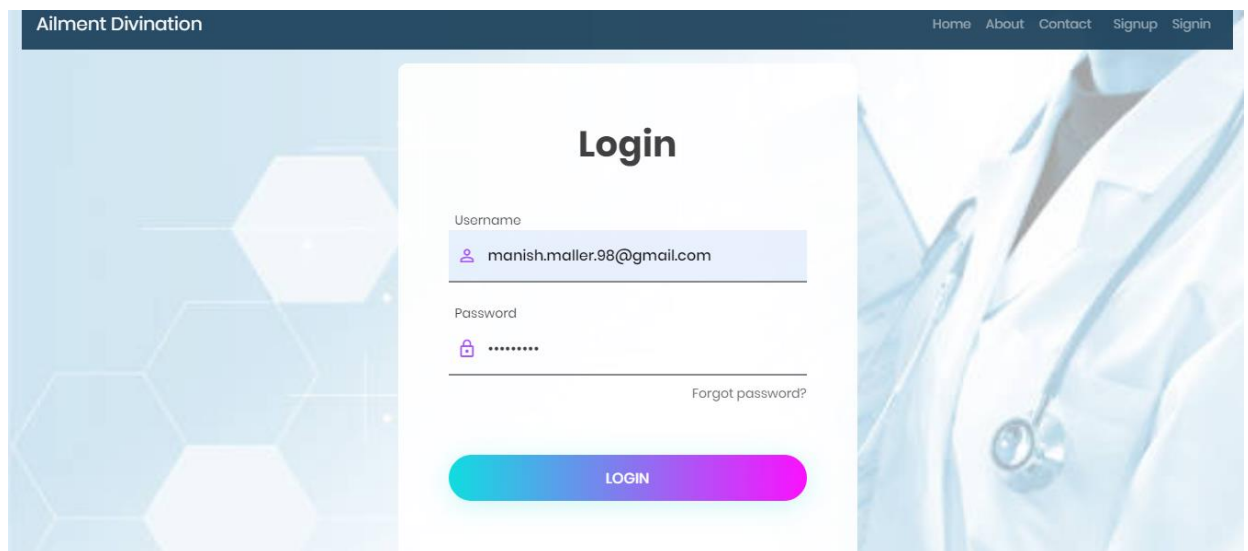 Ailment Divination
Home About Contact Signup Signin
Login
Username
manish.maller.98@gmail.com
Password
•••••••••
Forgot password?
LOGIN